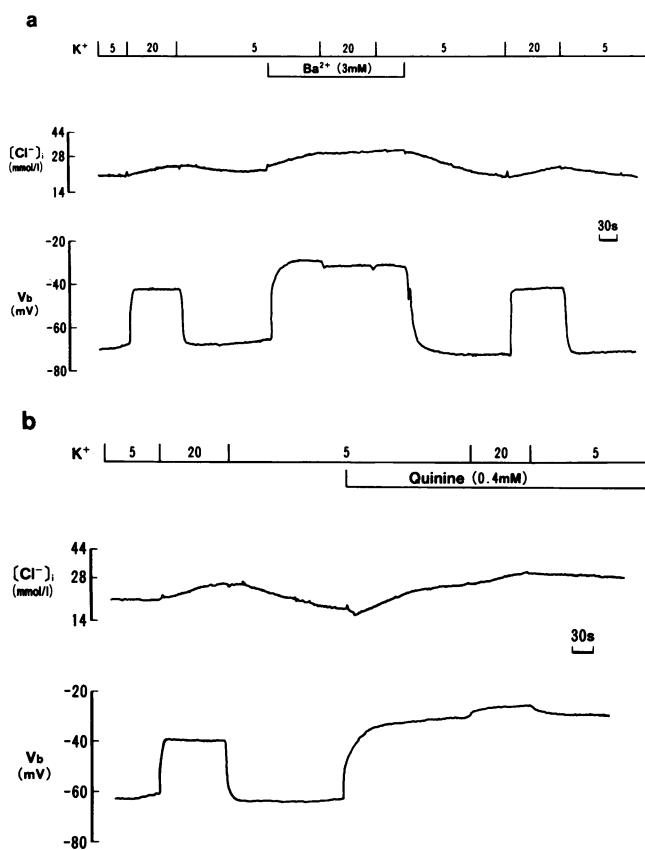 a
K+ 5 20 5 20 5 20 5
Ba2+ (3mM)
[Cl−]i
(mmol/l)
44
28
14
30s
Vb
(mV)
-20
-40
-60
-80
b
K+ 5 20 5 20 5
Quinine (0.4mM)
[Cl−]i
(mmol/l)
44
28
14
30s
Vb
(mV)
-20
-40
-60
-80